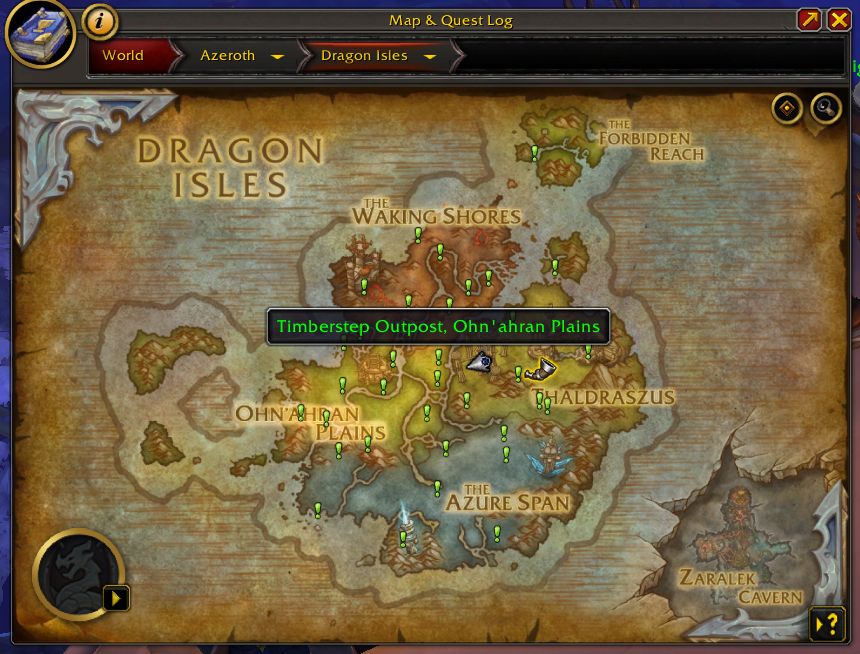 Map & Quest Log
World
Azeroth
Dragon Isles
DRAGON
ISLES
THE
FORBIDDEN
REACH
THE
WAKING SHORES
Timberstep Outpost, Ohn'ahran Plains
THALDRASZUS
OHN'AHRAN
PLAINS
THE
AZURE SPAN
ZARALEK
CAVERN